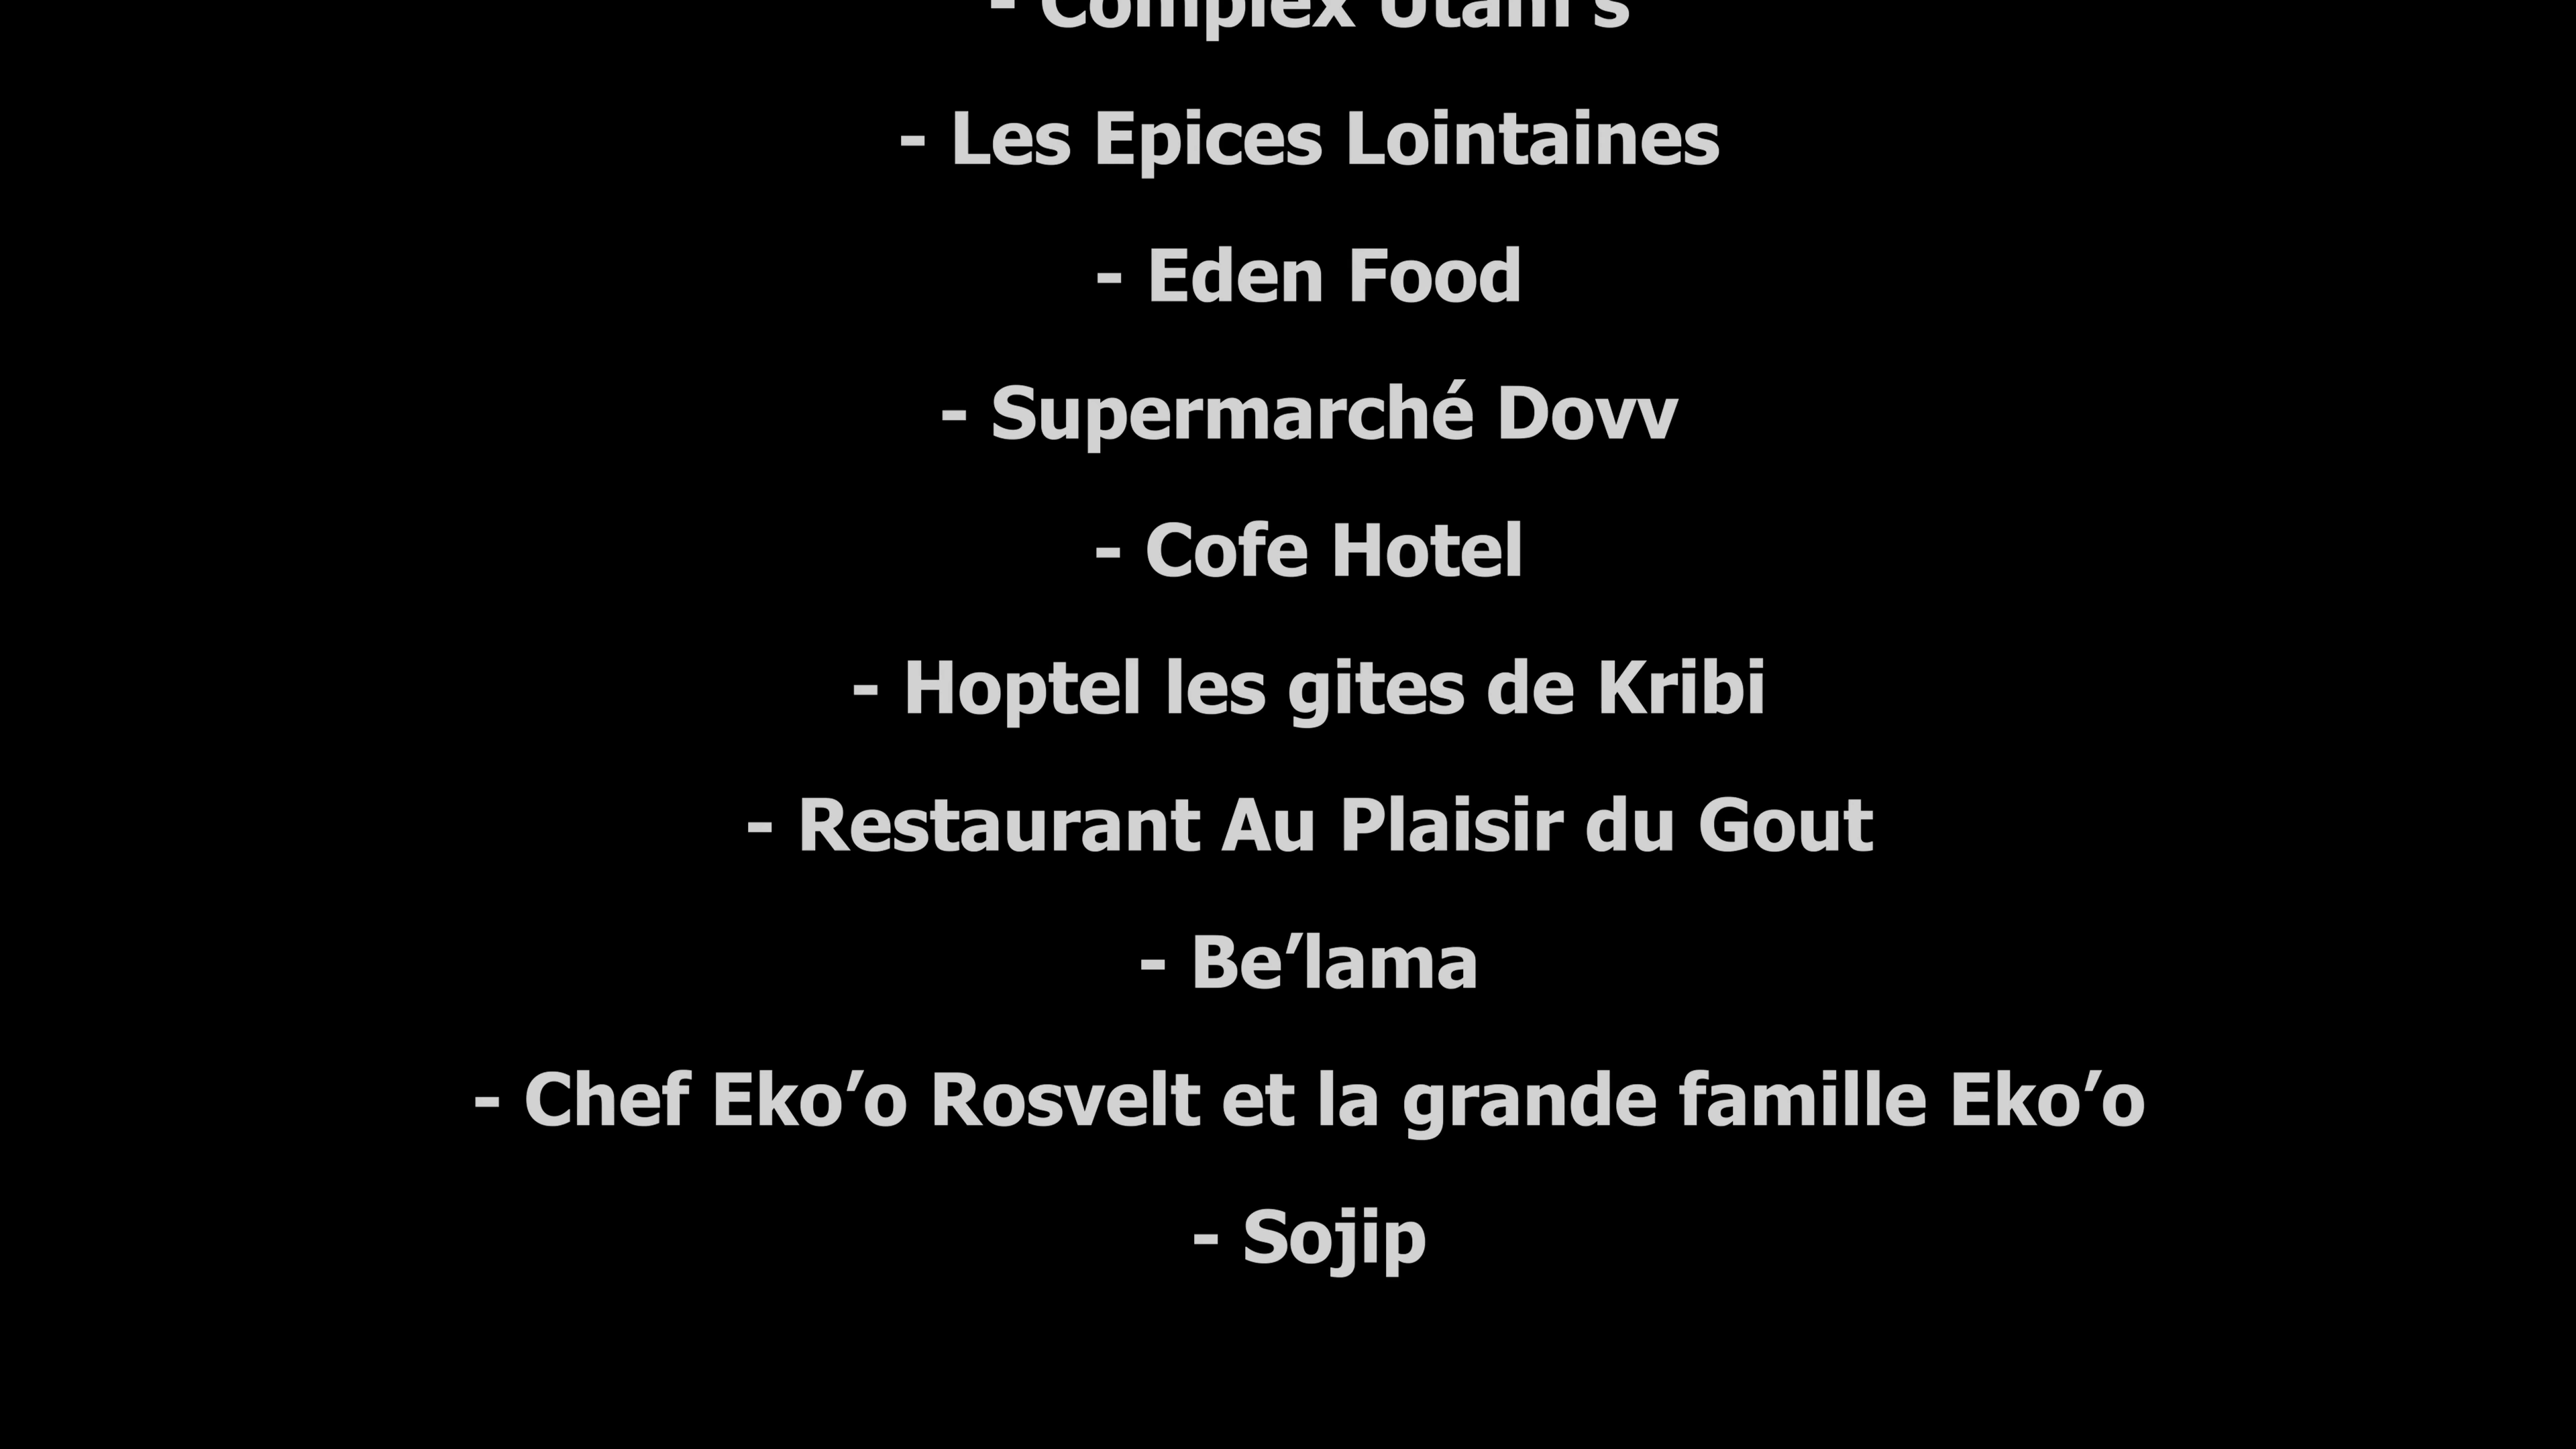 - Complex
- Les Epices Lointaines
- Eden Food
- Supermarché Dovv
- Cofe Hotel
- Hoptel les gites de Kribi
- Restaurant Au Plaisir du Gout
- Be’lama
- Chef Eko’o Rosvelt et la grande famille Eko’o
- Sojip